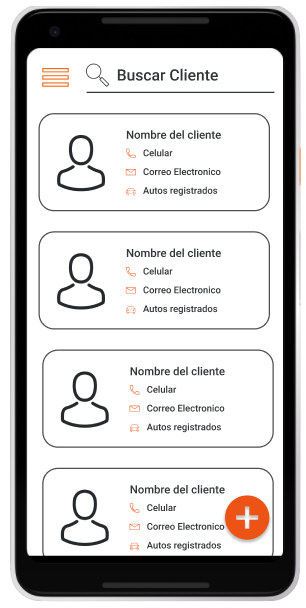 Buscar Cliente
Nombre del cliente
Celular
Correo Electronico
Autos registrados
Nombre del cliente
Celular
Correo Electronico
Autos registrados
Nombre del cliente
Celular
Correo Electronico
Autos registrados
Nombre del cliente
Celular
Correo Electronico
Autos registrados